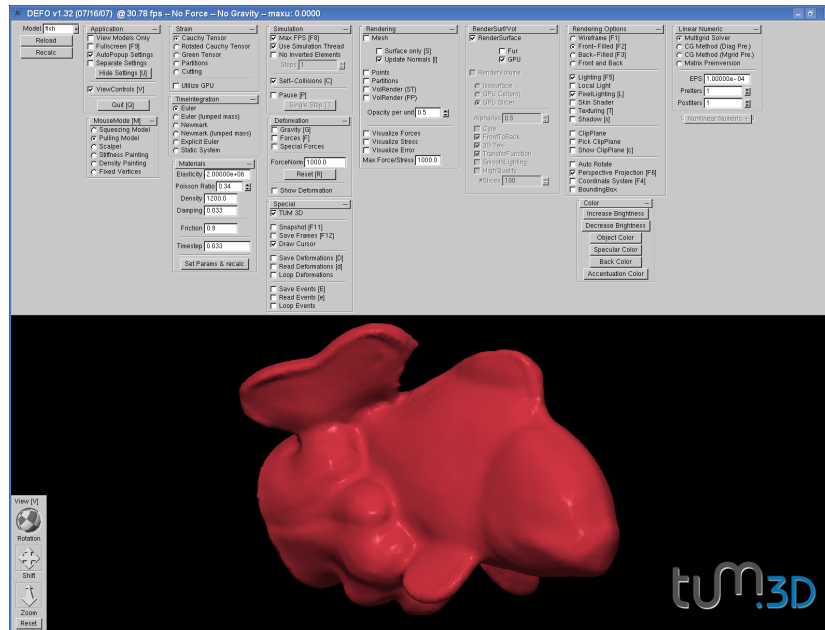 DEFO v1.32 (07/16/07) @ 30.78 fps -- No Force -- No Gravity -- maxu: 0.0000
Model fish
Reload
Recalc
Application
View Models Only
Fullscreen [F9]
AutoPopup Settings
Separate Settings
Hide Settings [U]
ViewControls [V]
Quit [Q]
MouseMode [M]
Squeezing Model
Pulling Model
Scalpel
Stiffness Painting
Density Painting
Fixed Vertices
Strain
Cauchy Tensor
Rotated Cauchy Tensor
Green Tensor
Partitions
Cutting
Utilize GPU
TimeIntegration
Euler
Euler (lumped mass)
Newmark
Newmark (lumped mass)
Explicit Euler
Static System
Materials
Elasticity 2.00000e+06
Poisson Ratio 0.34
Density 1200.0
Damping 0.033
Friction 0.9
Timestep 0.033
Set Params & recalc
Simulation
Max FPS [F8]
Use Simulation Thread
No Inverted Elements
Steps 1
Self-Collisions [C]
Pause [P]
Single Step [.]
Deformation
Gravity [G]
Forces [F]
Special Forces
ForceNorm 1000.0
Reset [R]
Show Deformation
Special
TUM 3D
Snapshot [F11]
Save Frames [F12]
Draw Cursor
Save Deformations [D]
Read Deformations [d]
Loop Deformations
Save Events [E]
Read Events [e]
Loop Events
Rendering
Mesh
Surface only [S]
Update Normals [I]
Points
Partitions
VolRender (ST)
VolRender (PP)
Opacity per unit 0.5
Visualize Forces
Visualize Stress
Visualize Error
Max Force/Stress 1000.0
RenderSurf/Vol
RenderSurface
Fur
GPU
RenderVolume
Isosurface
GPU Cellproj
GPU Slicer
Alpha/Iso 0.5
Cyle
FrontToBack
3D Tex
TransferFunction
SmoothLighting
HighQuality
#Slices 100
Rendering Options
Wireframe [F1]
Front-Filled [F2]
Back-Filled [F3]
Front and Back
Lighting [F5]
Local Light
PixelLighting [L]
Skin Shader
Texturing [T]
Shadow [s]
ClipPlane
Pick ClipPlane
Show ClipPlane [c]
Auto Rotate
Perspective Projection [F6]
Coordinate System [F4]
BoundingBox
Color
Increase Brightness
Decrease Brightness
Object Color
Specular Color
Back Color
Accentuation Color
Linear Numeric
Multigrid Solver
CG Method (Diag Pre.)
CG Method (Mgrid Pre.)
Matrix Preinversion
EPS 1.00000e-04
PreIters 1
PostIters 1
Nonlinear Numeric
View [V]
Rotation
Shift
Zoom
Reset
tum.3D